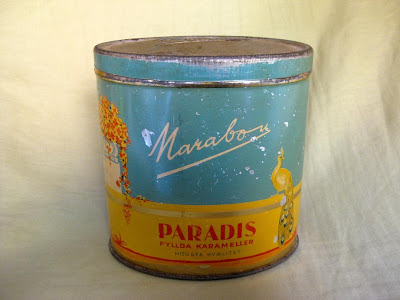 Marabou
PARADIS
FYLLDA KARAMELLER
HÖGSTA KVALITET